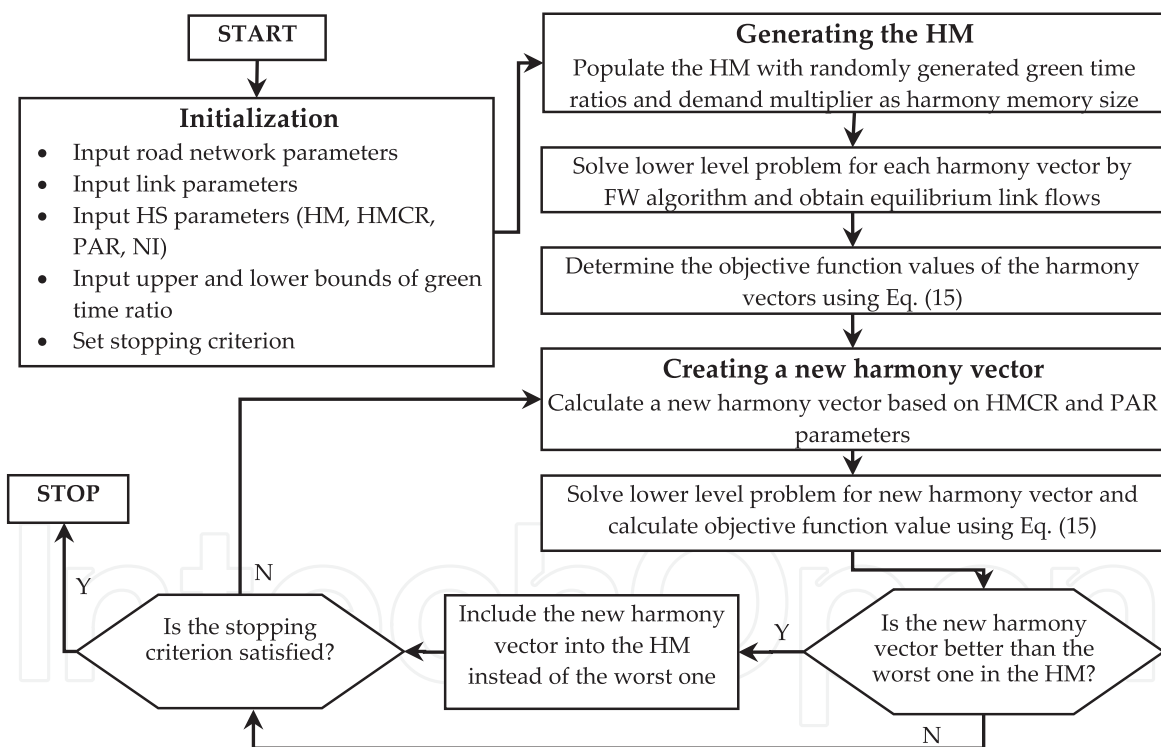 START
Initialization
• Input road network parameters
• Input link parameters
• Input HS parameters (HM, HMCR,
PAR, NI)
• Input upper and lower bounds of green
time ratio
• Set stopping criterion
Generating the HM
Populate the HM with randomly generated green time
ratios and demand multiplier as harmony memory size
Solve lower level problem for each harmony vector by
FW algorithm and obtain equilibrium link flows
Determine the objective function values of the harmony
vectors using Eq. (15)
Creating a new harmony vector
Calculate a new harmony vector based on HMCR and PAR
parameters
Solve lower level problem for new harmony vector and
calculate objective function value using Eq. (15)
Is the new harmony
vector better than the
worst one in the HM?
Y
N
Include the new harmony
vector into the HM
instead of the worst one
Is the stopping
criterion satisfied?
N
Y
STOP
IntechOpen